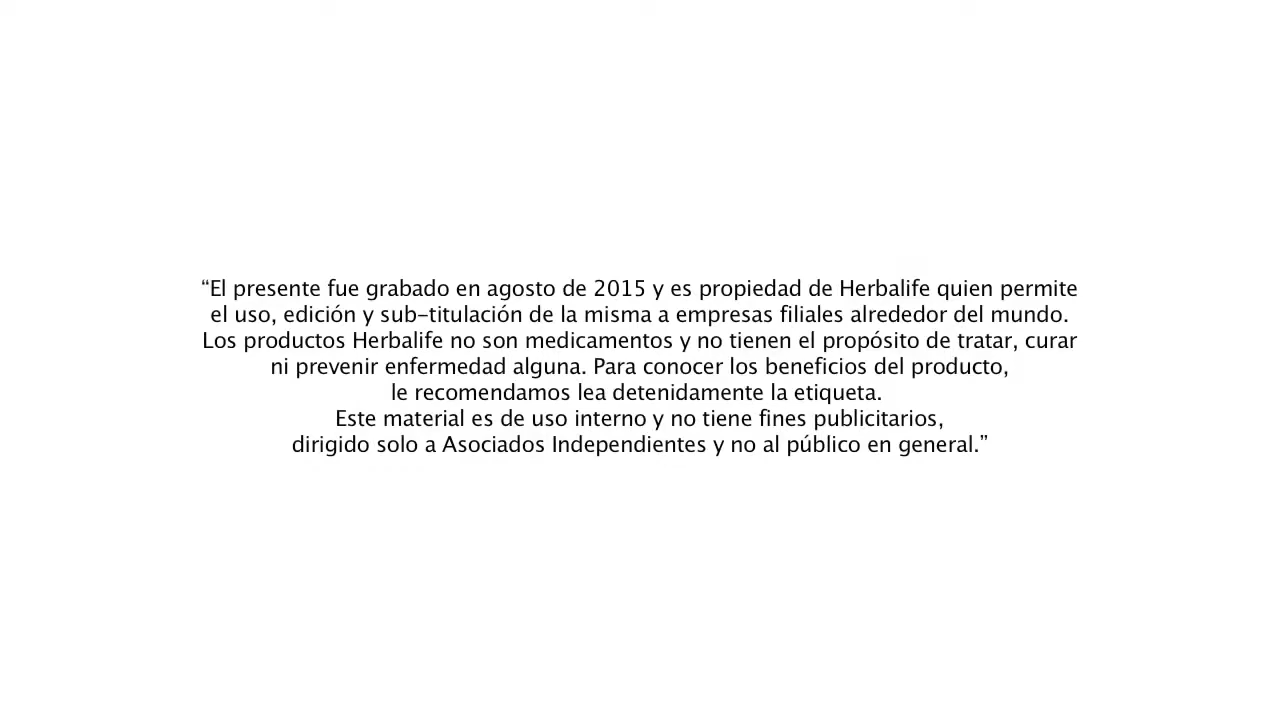 “El presente fue grabado en agosto de 2015 y es propiedad de Herbalife quien permite
el uso, edición y sub-titulación de la misma a empresas filiales alrededor del mundo.
Los productos Herbalife no son medicamentos y no tienen el propósito de tratar, curar
ni prevenir enfermedad alguna. Para conocer los beneficios del producto,
le recomendamos lea detenidamente la etiqueta.
Este material es de uso interno y no tiene fines publicitarios,
dirigido solo a Asociados Independientes y no al público en general.”